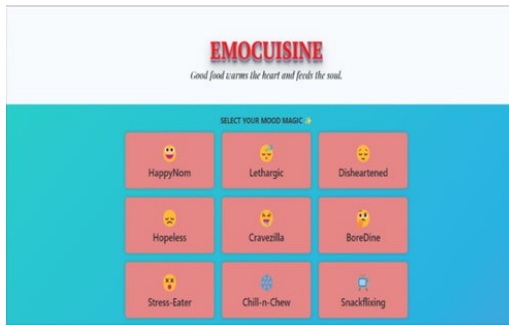 EMOCUISINE
Good food warms the heart and feeds the soul.
SELECT YOUR MOOD MAGIC
HappyNom
Lethargic
Disheartened
Hopeless
Cravezilla
BoreDine
Stress-Eater
Chill-n-Chew
Snackflixing